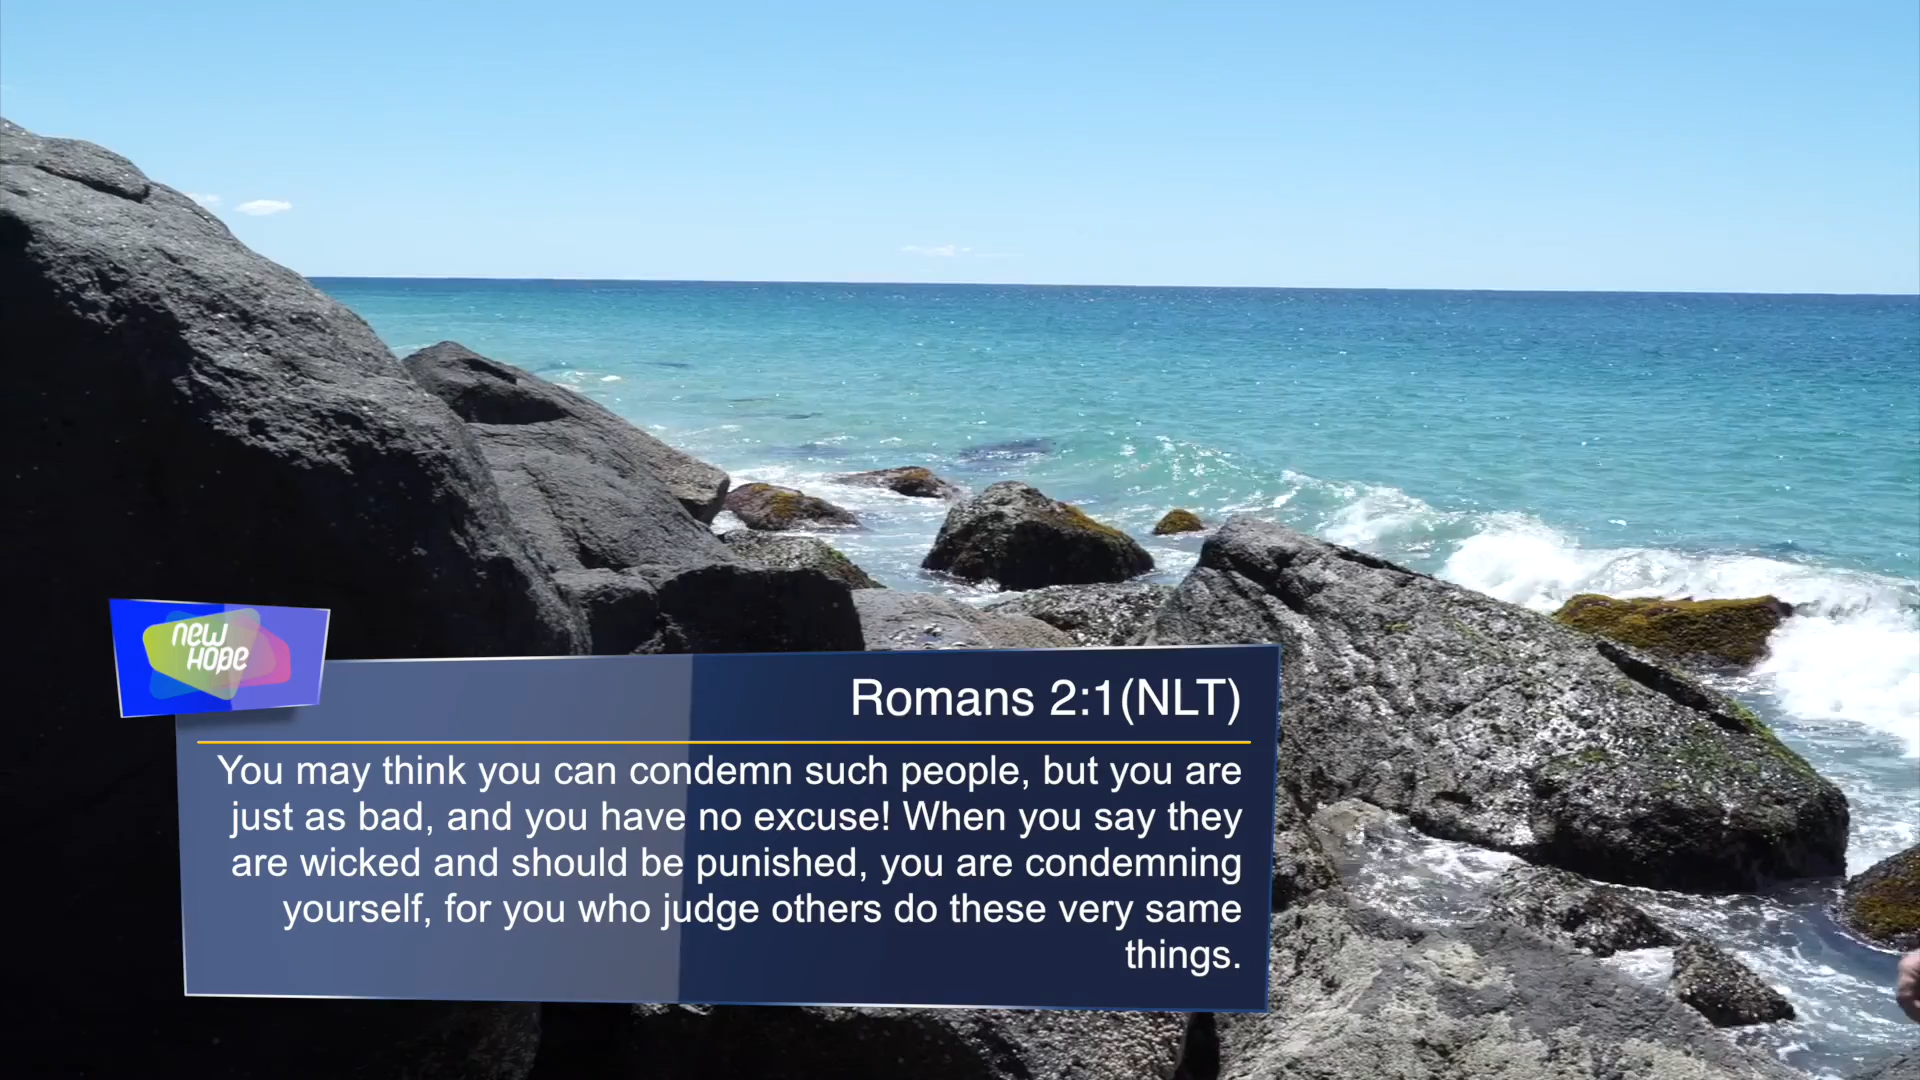 new
Hope
Romans 2:1(NLT)
You may think you can condemn such people, but you are
just as bad, and you have no excuse! When you say they
are wicked and should be punished, you are condemning
yourself, for you who judge others do these very same
things.